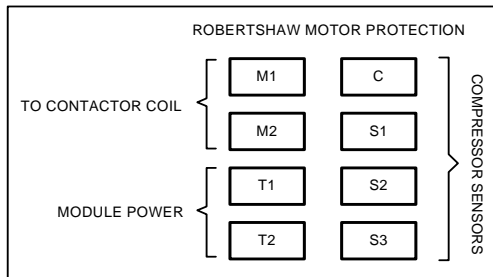 ROBERTSHAW MOTOR PROTECTION
TO CONTACTOR COIL
M1
M2
MODULE POWER
T1
T2
C
S1
S2
S3
COMPRESSOR SENSORS